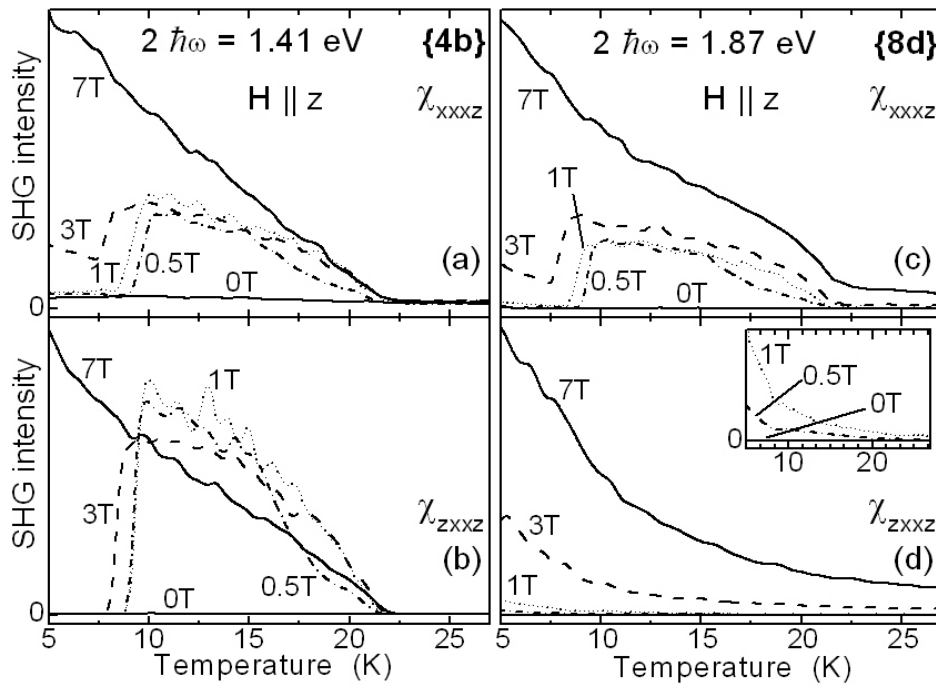 2 ħω = 1.41 eV {4b}
7T
H || z χxxxz
3T
1T
0.5T
0T
(a)
0
SHG intensity
2 ħω = 1.87 eV {8d}
7T
H || z χxxxz
1T
3T
0.5T
0T
(c)
7T
1T
3T
χzxxz
(b)
0T
0.5T
0
SHG intensity
5 10 15 20 25
Temperature (K)
7T
1T
0.5T
0T
0
10 20
3T
χzxxz
1T
(d)
5 10 15 20 25
Temperature (K)